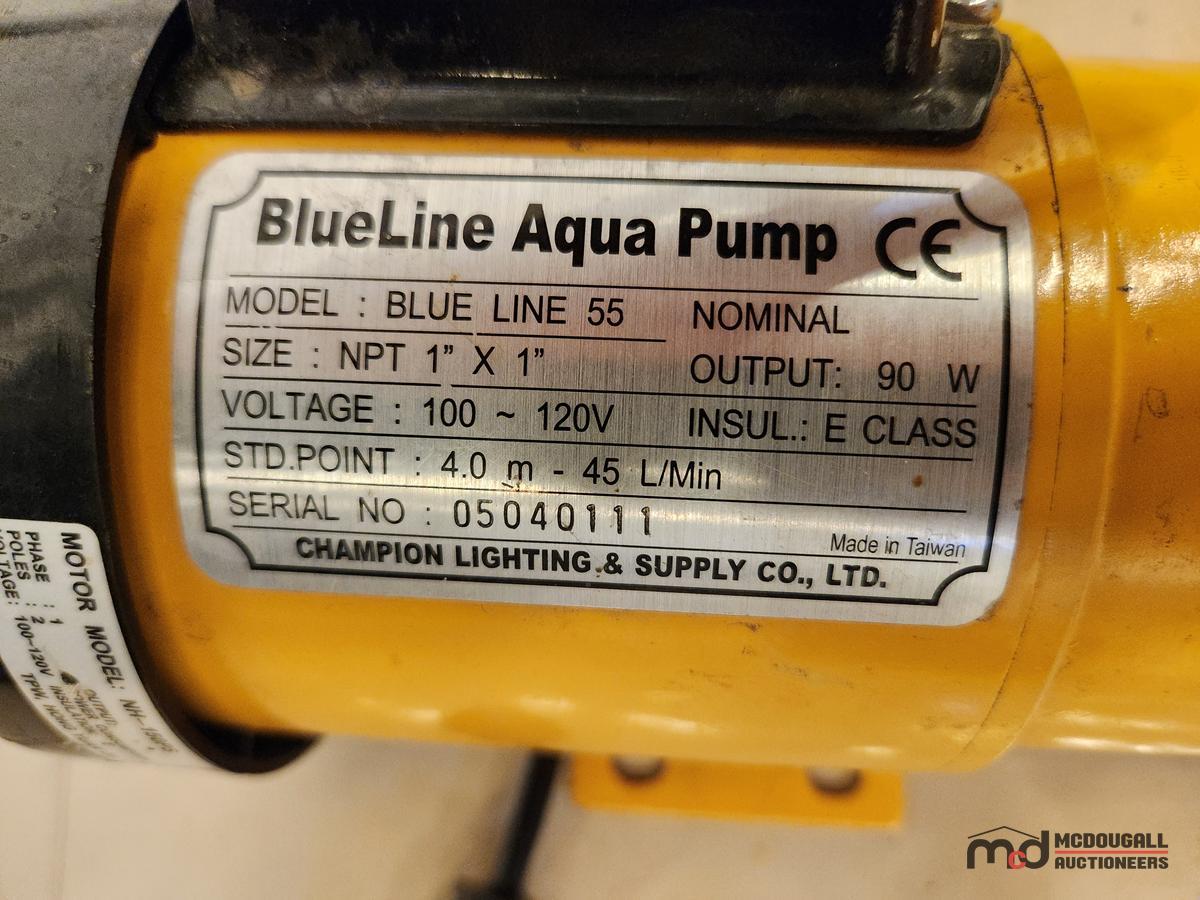 BlueLine Aqua Pump CE
MODEL : BLUE LINE 55
NOMINAL
SIZE : NPT 1” X 1”
OUTPUT: 90 W
VOLTAGE : 100 ~ 120V
INSUL.: E CLASS
STD.POINT : 4.0 m - 45 L/Min
SERIAL NO : 05040111
Made in Taiwan
CHAMPION LIGHTING & SUPPLY CO., LTD.
MOTOR MODEL:
PHASE : 1
POLES : 2
VOLTAGE: 100~120V
mcd MCDOUGALL
AUCTIONEERS